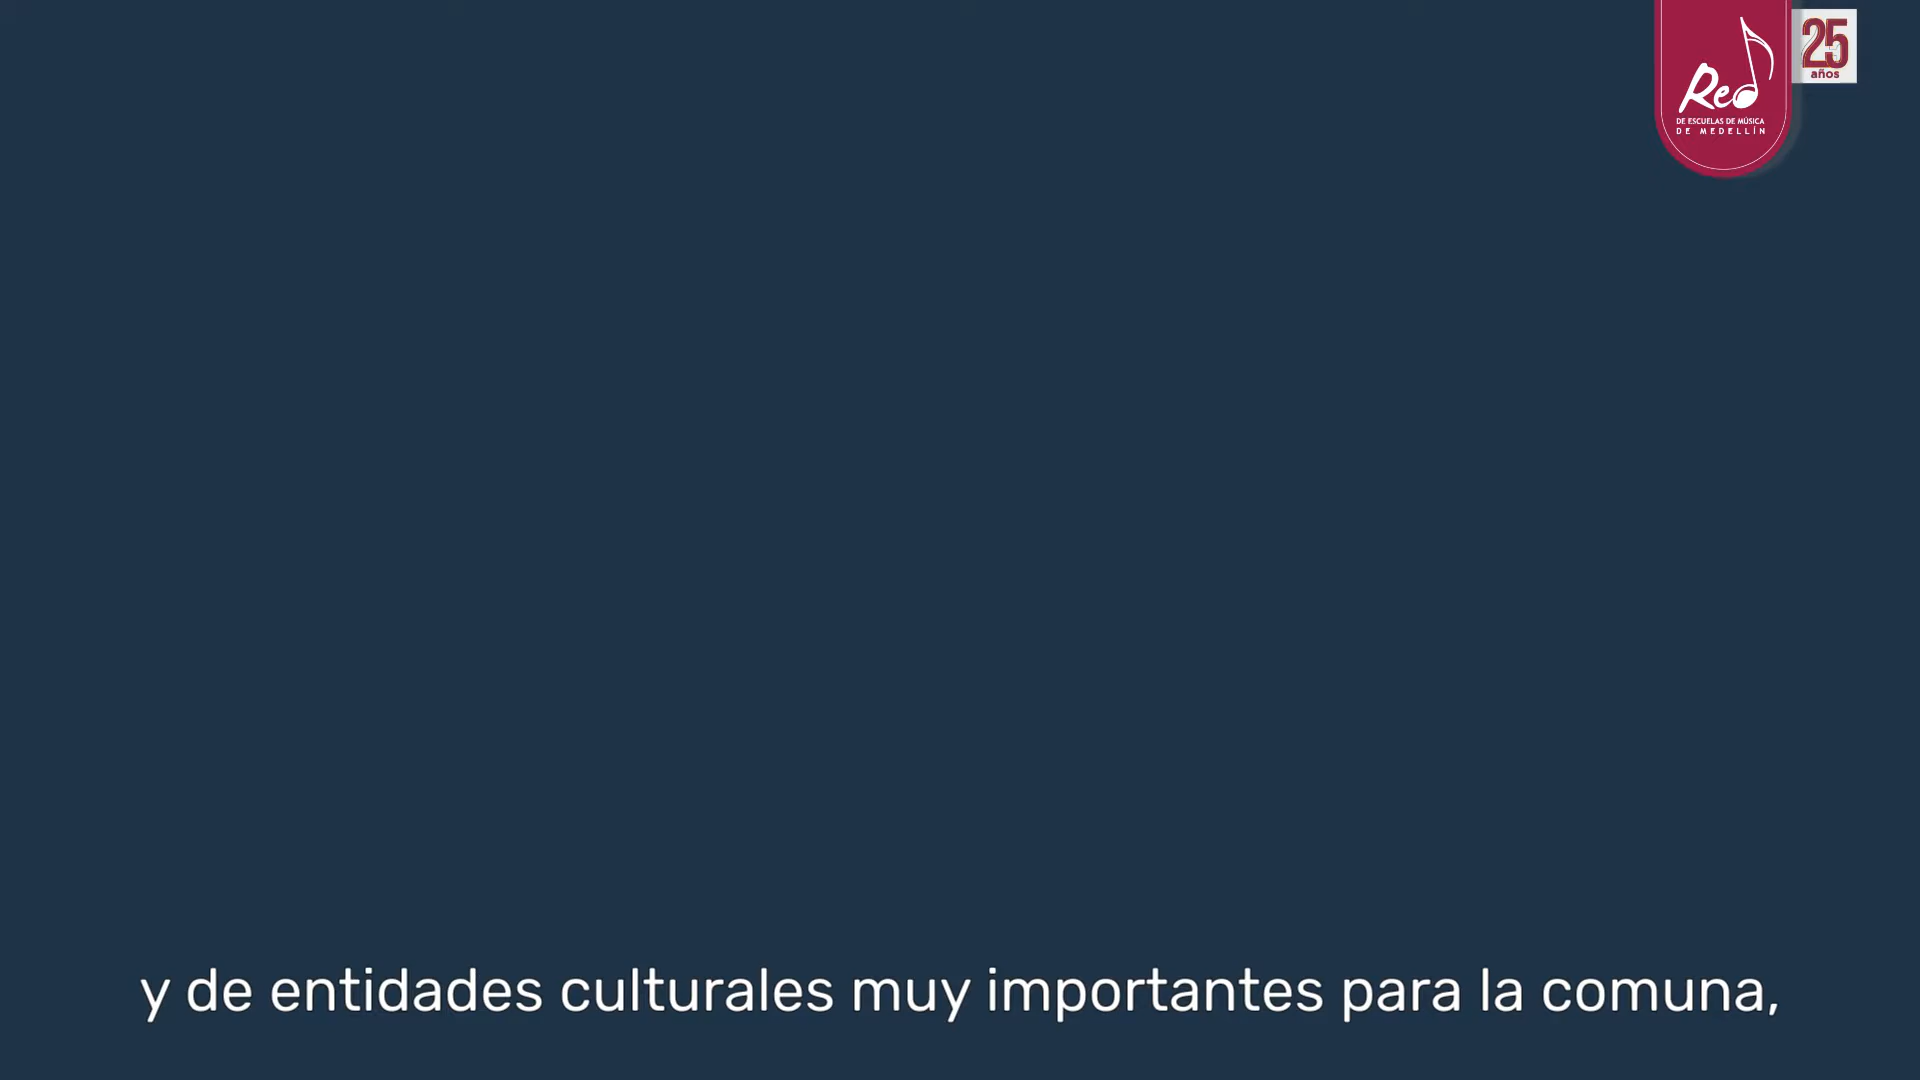 Red
DE ESCUELAS DE MÚSICA
DE MEDELLÍN
25
años
y de entidades culturales muy importantes para la comuna,